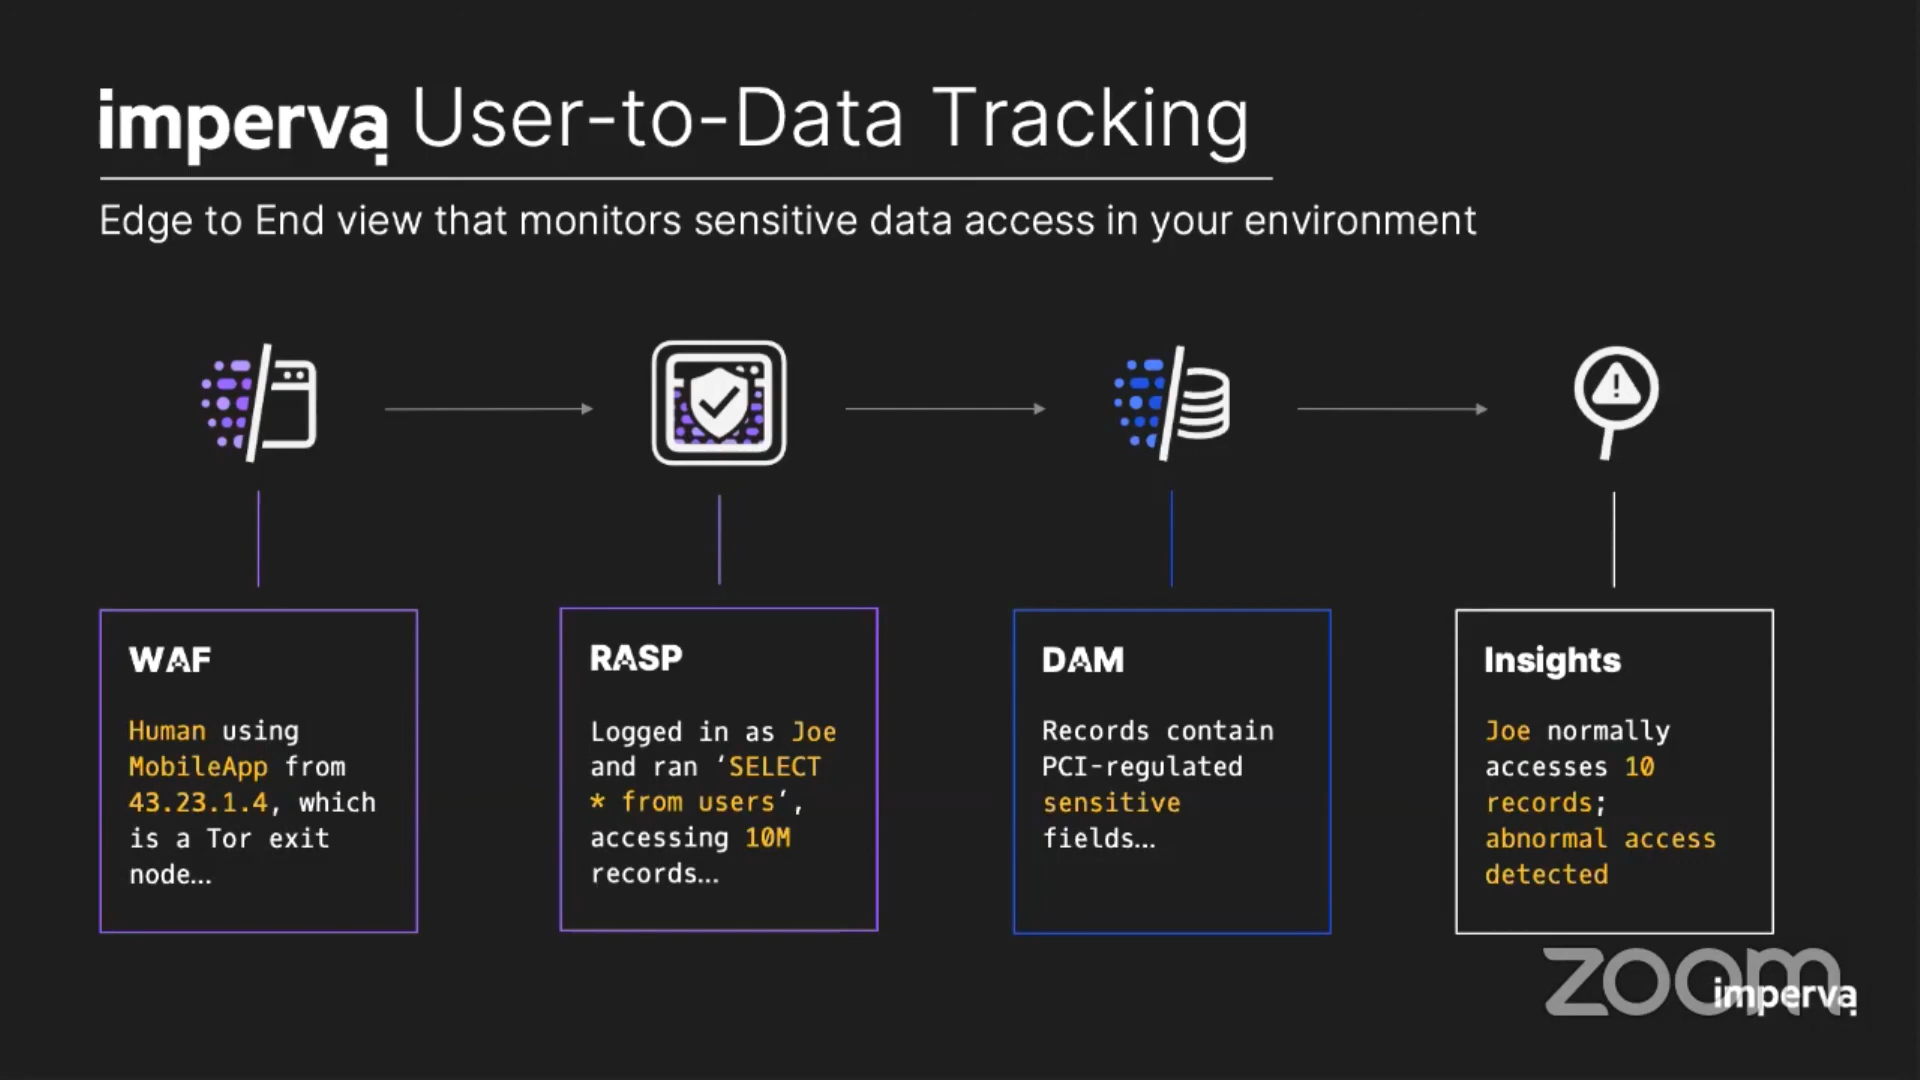 imperva User-to-Data Tracking
Edge to End view that monitors sensitive data access in your environment
WAF
Human using
MobileApp from
43.23.1.4, which
is a Tor exit
node…
RASP
Logged in as Joe
and ran ‘SELECT
* from users‘,
accessing 10M
records…
DAM
Records contain
PCI-regulated
sensitive
fields…
Insights
Joe normally
accesses 10
records;
abnormal access
detected
zoom
imperva